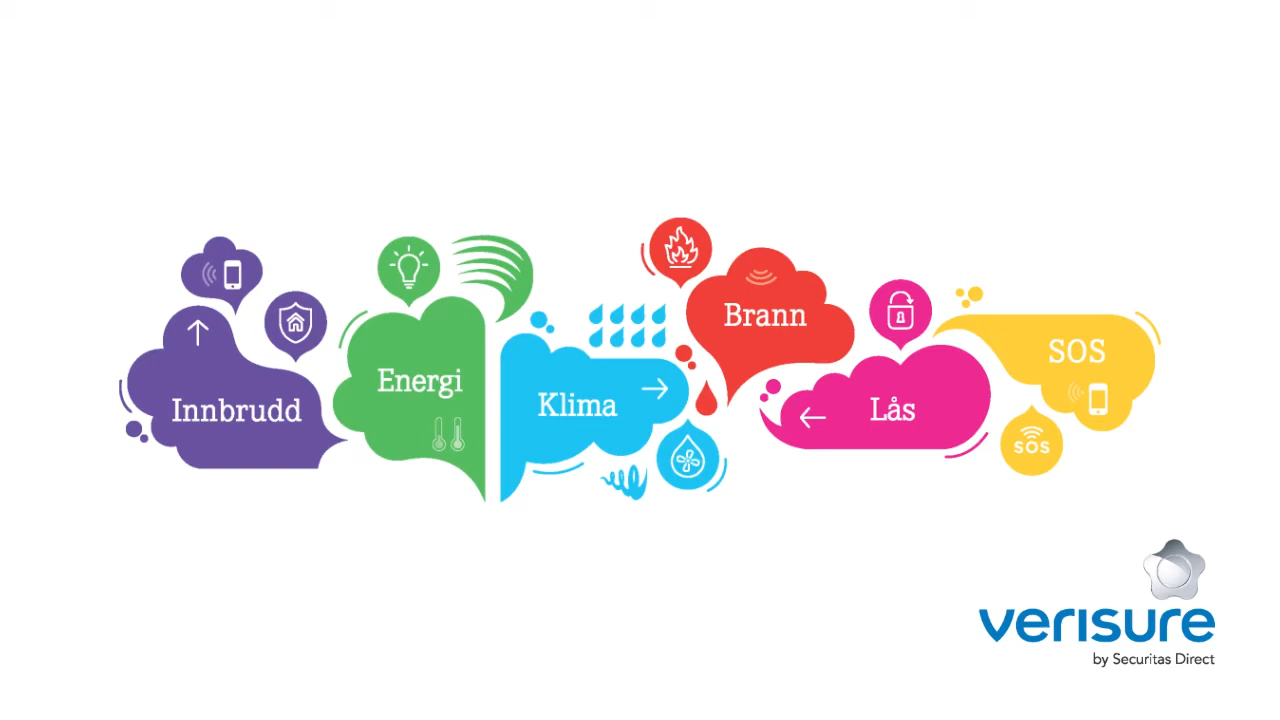 Innbrudd
Energi
Klima
Brann
Lås
SOS
SOS
verisure
by Securitas Direct